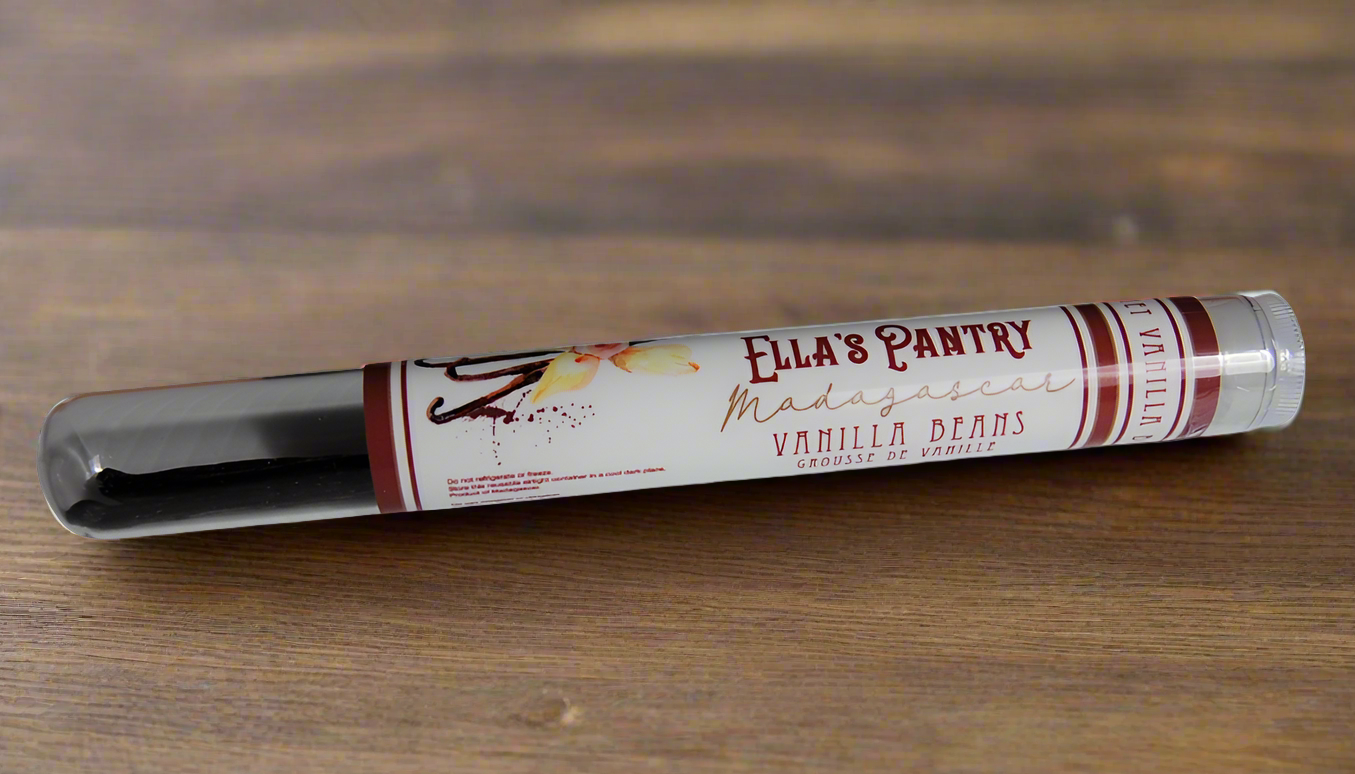 ELLA'S PANTRY
Madagascar
VANILLA BEANS
GROUSSE DE VANILLE
Do not refrigerate or freeze.
Store this reusable airtight container in a cool dark place.
Product of Madagascar.
VANILLA